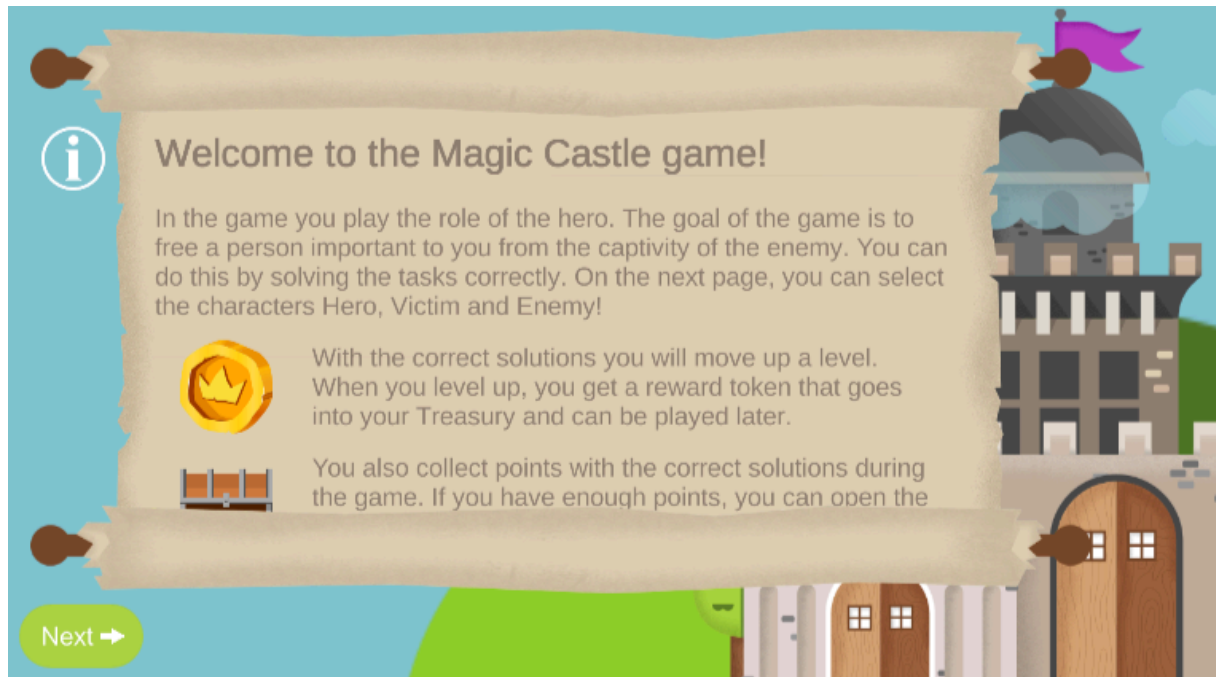 Welcome to the Magic Castle game!
In the game you play the role of the hero. The goal of the game is to
free a person important to you from the captivity of the enemy. You can
do this by solving the tasks correctly. On the next page, you can select
the characters Hero, Victim and Enemy!
With the correct solutions you will move up a level.
When you level up, you get a reward token that goes
into your Treasury and can be played later.
You also collect points with the correct solutions during
the game. If you have enough points, you can open the
Next